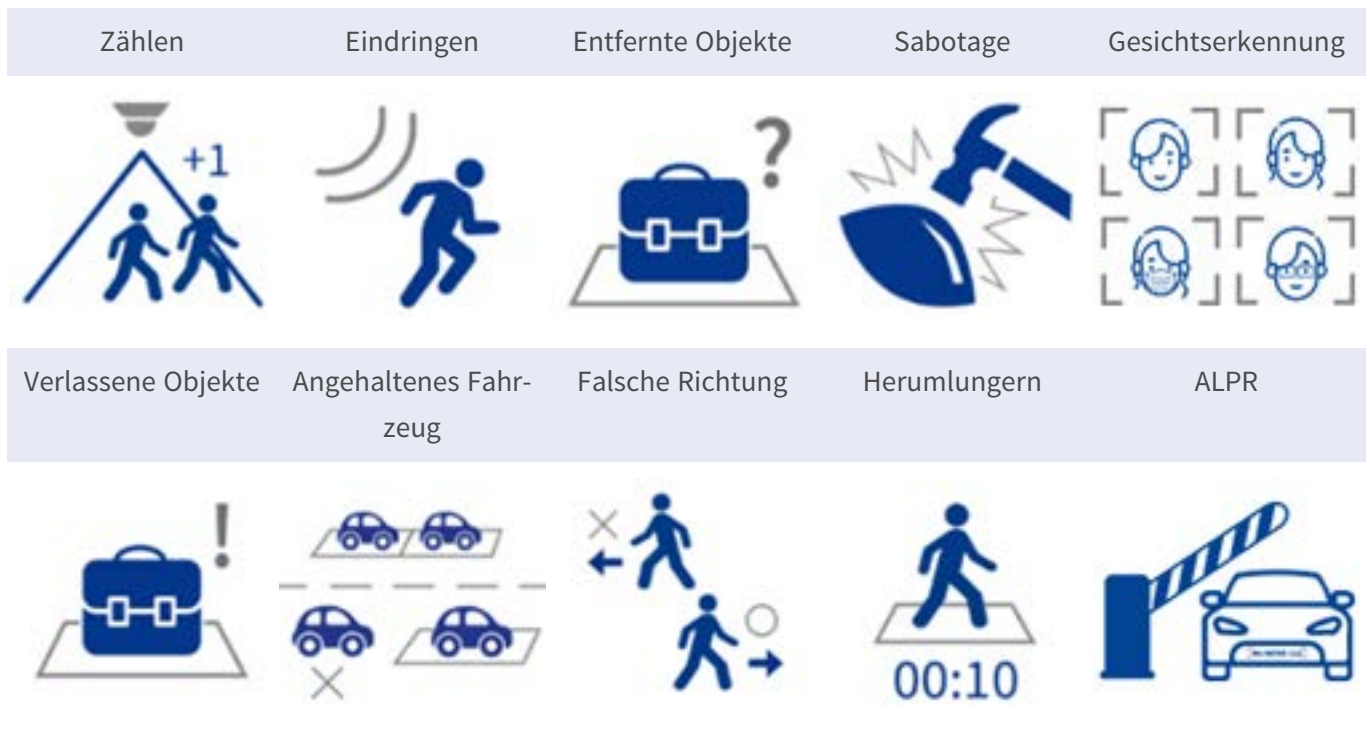 Zählen
Eindringen
Entfernte Objekte
Sabotage
Gesichtserkennung
+1
?
Verlassene Objekte
Angehaltenes Fahr-
zeug
Falsche Richtung
Herumlungern
ALPR
!
00:10